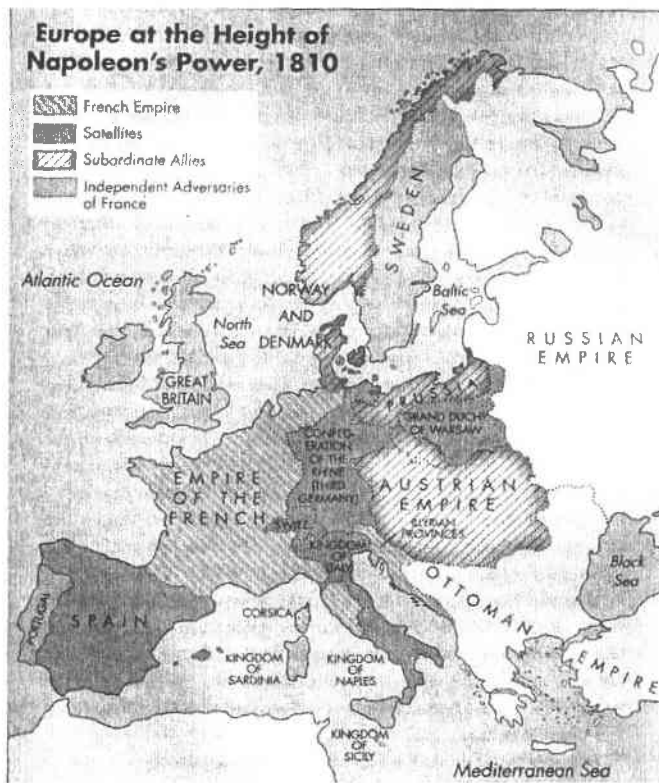 Europe at the Height of
Napoleon's Power, 1810
French Empire
Satellites
Subordinate Allies
Independent Adversaries
of France
Atlantic Ocean
North
Sea
NORWAY
AND
DENMARK
SWEDEN
Baltic
Sea
RUSSIAN
EMPIRE
GREAT
BRITAIN
PRUSSIA
GRAND DUCHY
OF WARSAW
CONFED-
ERATION
OF THE
RHINE
(THIRD
GERMANY)
EMPIRE
OF THE
FRENCH
AUSTRIAN
EMPIRE
SWITZ.
ILLYRIAN
PROVINCES
KINGDOM
OF
ITALY
Black
Sea
OTTOMAN EMPIRE
PORTUGAL
SPAIN
CORSICA
KINGDOM
OF
SARDINIA
KINGDOM
OF
NAPLES
KINGDOM
OF
SICILY
Mediterranean Sea